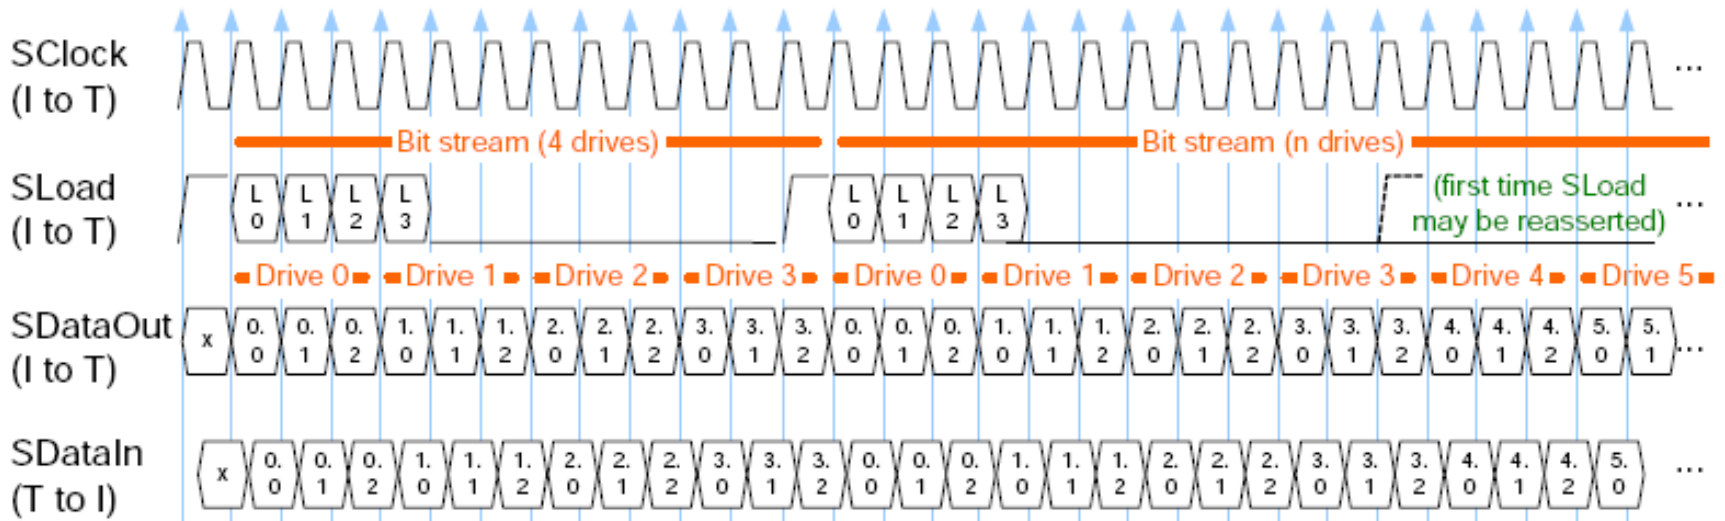 SClock
(I to T)
...
Bit stream (4 drives) Bit stream (n drives)
SLoad
(I to T)
L 0 L 1 L 2 L 3 L 0 L 1 L 2 L 3
(first time SLoad
may be reasserted)
...
Drive 0 Drive 1 Drive 2 Drive 3 Drive 0 Drive 1 Drive 2 Drive 3 Drive 4 Drive 5
SDataOut
(I to T)
x 0.0 0.1 0.2 1.0 1.1 1.2 2.0 2.1 2.2 3.0 3.1 3.2 0.0 0.1 0.2 1.0 1.1 1.2 2.0 2.1 2.2 3.0 3.1 3.2 4.0 4.1 4.2 5.0 5.1 ...
SDataIn
(T to I)
x 0.0 0.1 0.2 1.0 1.1 1.2 2.0 2.1 2.2 3.0 3.1 3.2 0.0 0.1 0.2 1.0 1.1 1.2 2.0 2.1 2.2 3.0 3.1 3.2 4.0 4.1 4.2 5.0 ...